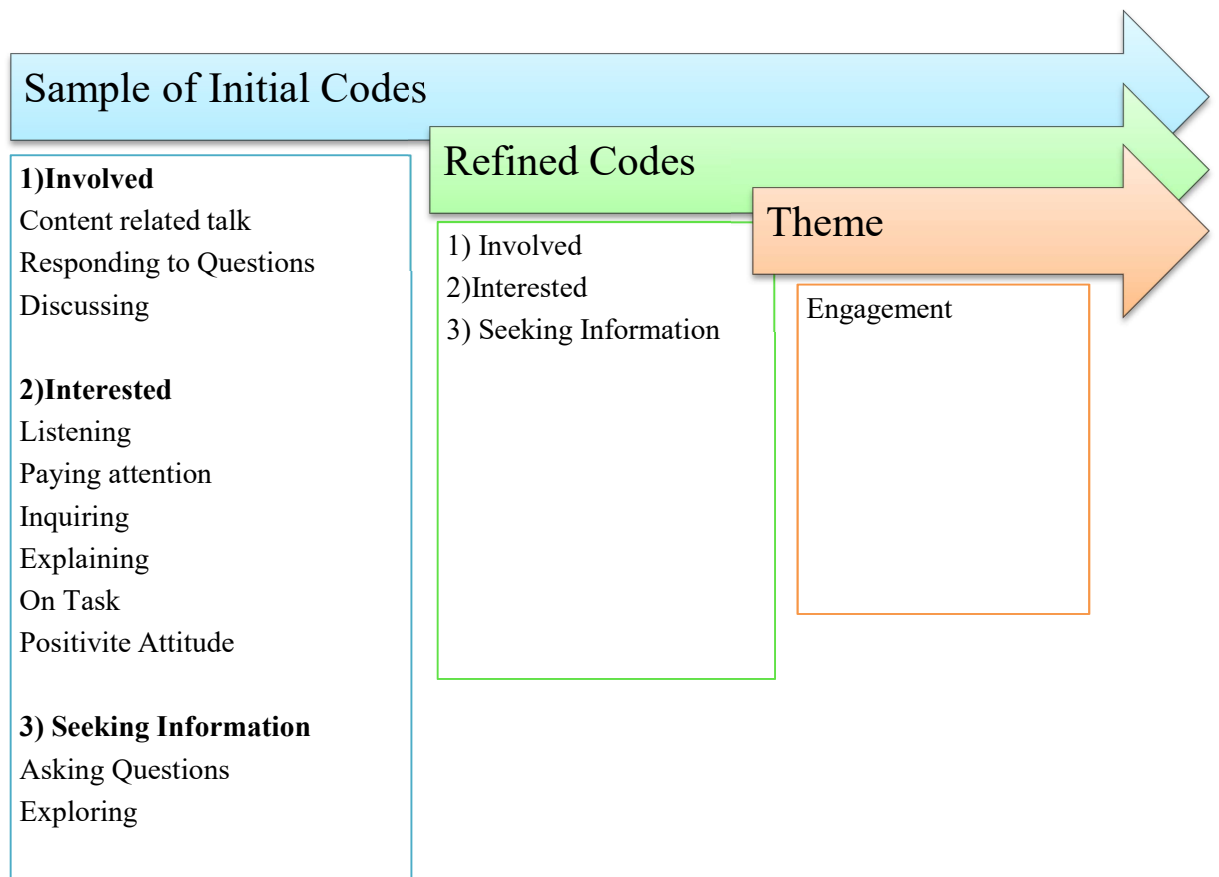 Sample of Initial Codes
1)Involved
Content related talk
Responding to Questions
Discussing
2)Interested
Listening
Paying attention
Inquiring
Explaining
On Task
Positivite Attitude
3) Seeking Information
Asking Questions
Exploring
Refined Codes
1) Involved
2)Interested
3) Seeking Information
Theme
Engagement